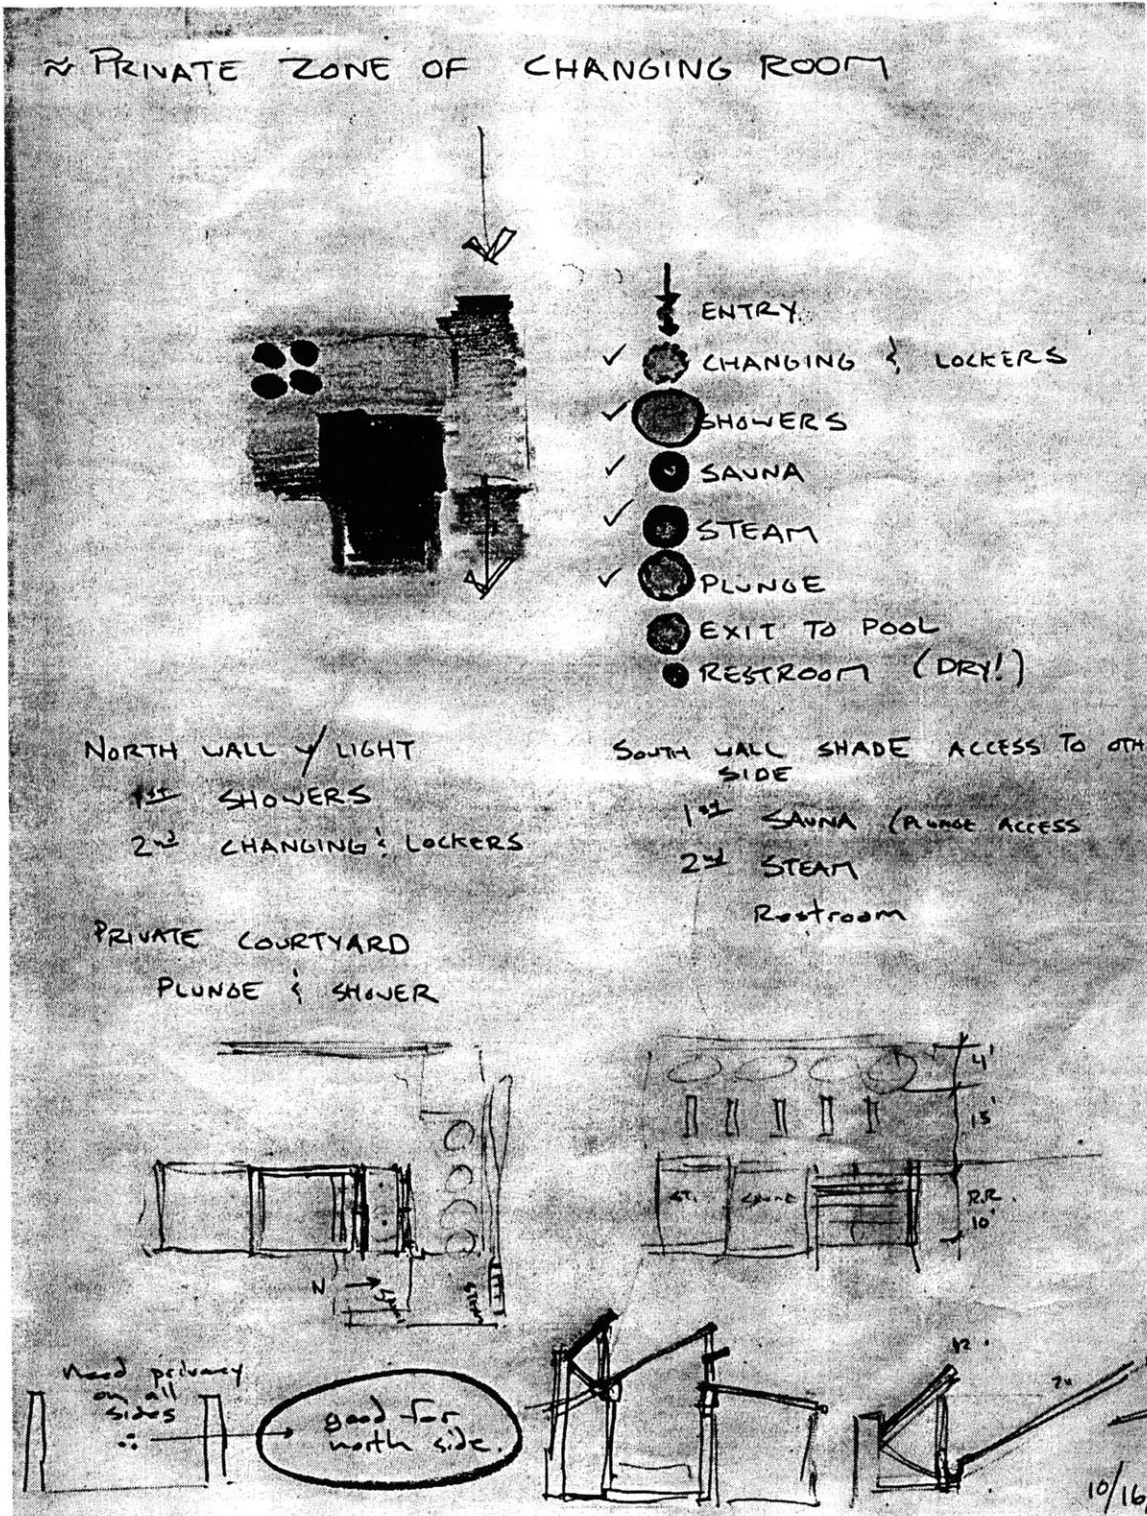 ≈ PRIVATE ZONE OF CHANGING ROOM
ENTRY
✓ CHANGING & LOCKERS
✓ SHOWERS
✓ SAUNA
✓ STEAM
✓ PLUNGE
EXIT TO POOL
RESTROOM (DRY!)
NORTH WALL w/ LIGHT
1st SHOWERS
2nd CHANGING & LOCKERS
SOUTH WALL SHADE ACCESS TO OTH
SIDE
1st SAUNA (PLUNGE ACCESS
2nd STEAM
Restroom
PRIVATE COURTYARD
PLUNGE & SHOWER
4'
15'
ST.
R.R.
10'
N
need privacy
on all
sides
∴
good for
north side.
12
10/16